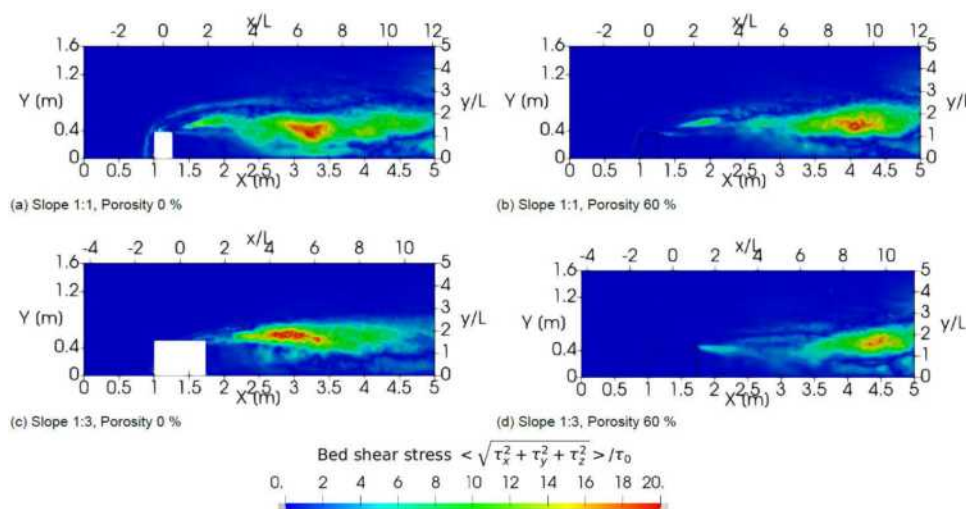 x/L x/L
-2 0 2 4 6 8 10 12 -2 0 2 4 6 8 10 12
1.6 5 1.6 5
1.2 4 1.2 4
Y (m) 3 y/L Y (m) 3 y/L
0.8 2 0.8 2
0.4 1 0.4 1
0 0 0 0
0 0.5 1 1.5 2 2.5 3 3.5 4 4.5 5 0 0.5 1 1.5 2 2.5 3 3.5 4 4.5 5
X (m) X (m)
(a) Slope 1:1, Porosity 0 % (b) Slope 1:1, Porosity 60 %
x/L x/L
-4 -2 0 2 4 6 8 10 -4 -2 0 2 4 6 8 10
1.6 5 1.6 5
1.2 4 1.2 4
Y (m) 3 y/L Y (m) 3 y/L
0.8 2 0.8 2
0.4 1 0.4 1
0 0 0 0
0 0.5 1 1.5 2 2.5 3 3.5 4 4.5 5 0 0.5 1 1.5 2 2.5 3 3.5 4 4.5 5
X (m) X (m)
(c) Slope 1:3, Porosity 0 % (d) Slope 1:3, Porosity 60 %
Bed shear stress < √τx² + τy² + τz² > /τ0
0. 2 4 6 8 10 12 14 16 20.